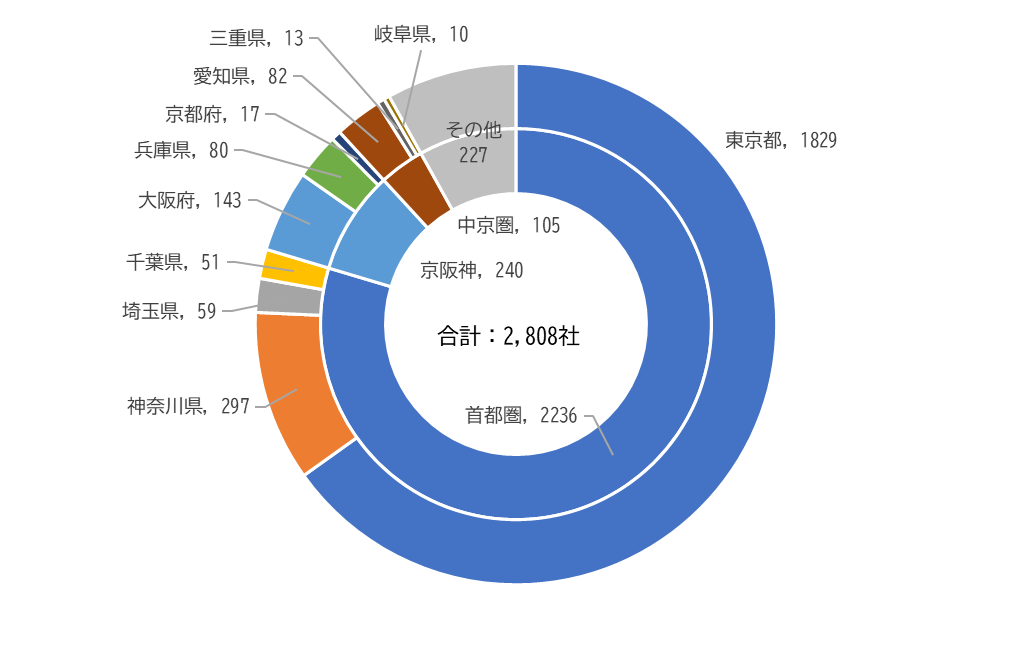 三重県, 13
岐阜県, 10
愛知県, 82
京都府, 17
兵庫県, 80
大阪府, 143
千葉県, 51
埼玉県, 59
神奈川県, 297
東京都, 1829
その他
227
中京圏, 105
京阪神, 240
合計：2,808社
首都圏, 2236